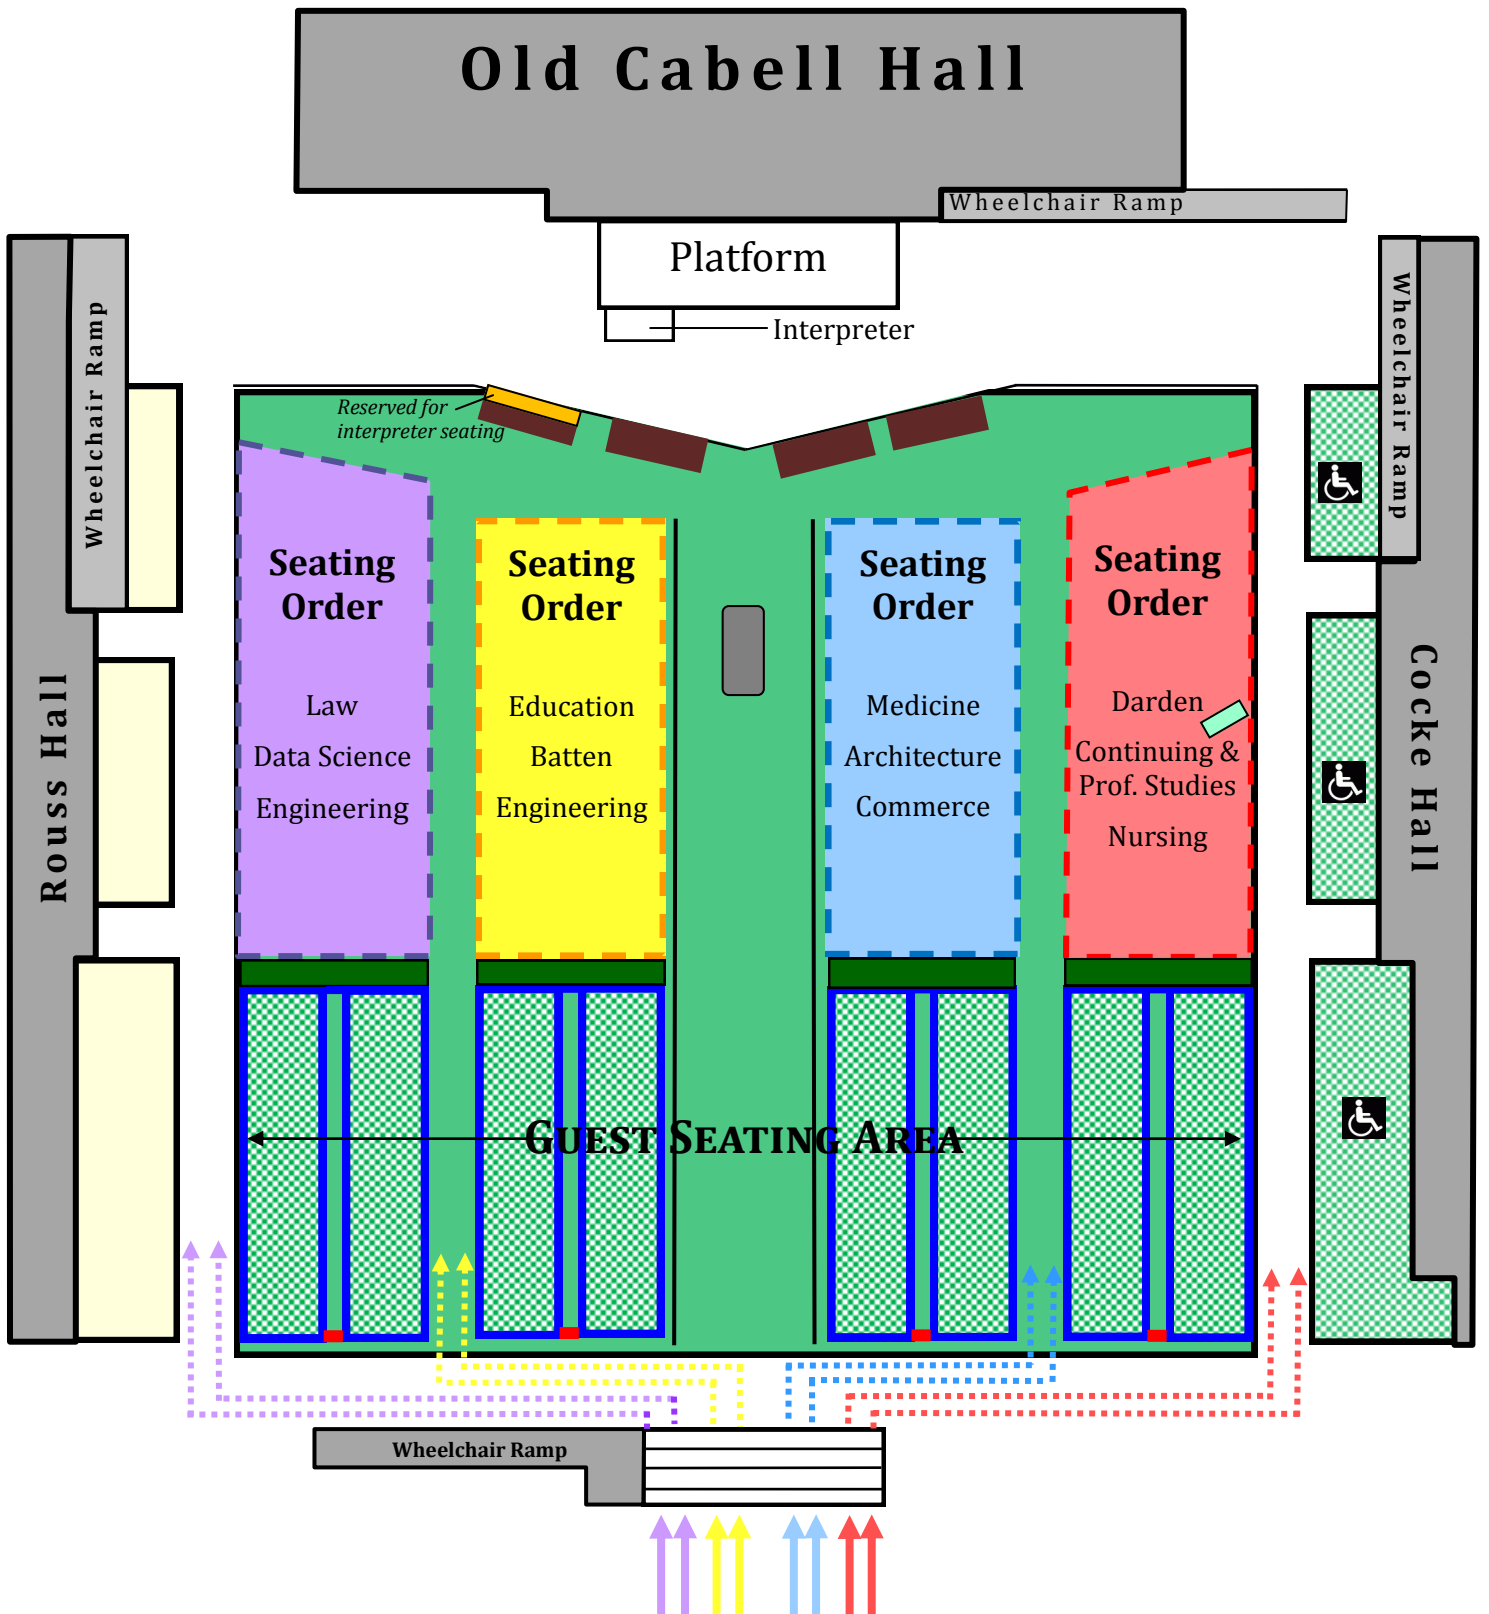 Old Cabell Hall
Wheelchair Ramp
Platform
Interpreter
Wheelchair Ramp
Wheelchair Ramp
Reserved for
interpreter seating
Seating
Order
Law
Data Science
Engineering
Seating
Order
Education
Batten
Engineering
Seating
Order
Medicine
Architecture
Commerce
Seating
Order
Darden
Continuing &
Prof. Studies
Nursing
Rouss Hall
Cocke Hall
GUEST SEATING AREA
Wheelchair Ramp